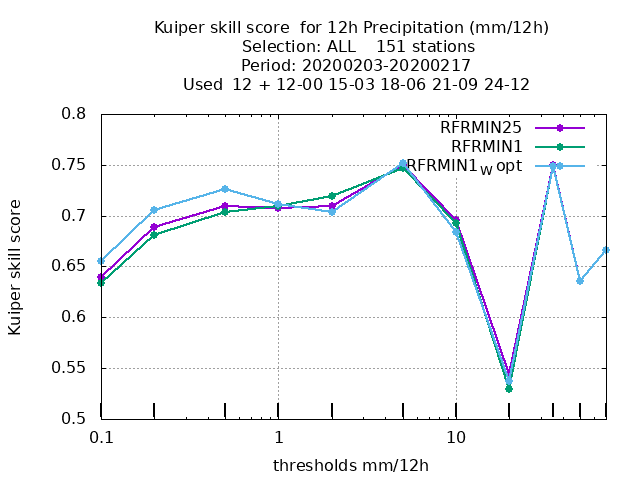 Kuiper skill score  for 12h Precipitation (mm/12h)
Selection: ALL    151 stations
Period: 20200203-20200217
Used  12 + 12-00 15-03 18-06 21-09 24-12
RFRMIN25
RFRMIN1
RFRMIN1W opt
Kuiper skill score
0.8
0.75
0.7
0.65
0.6
0.55
0.5
0.1 1 10
thresholds mm/12h